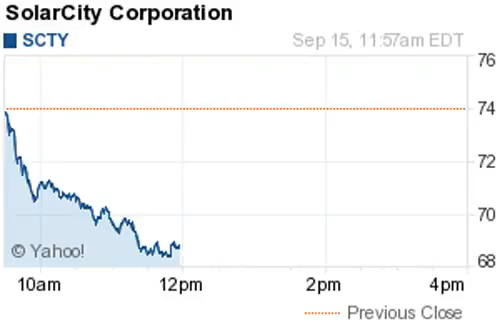 SolarCity Corporation
SCTY Sep 15, 11:57am EDT
76
74
72
70
68
© Yahoo!
10am 12pm 2pm 4pm
Previous Close